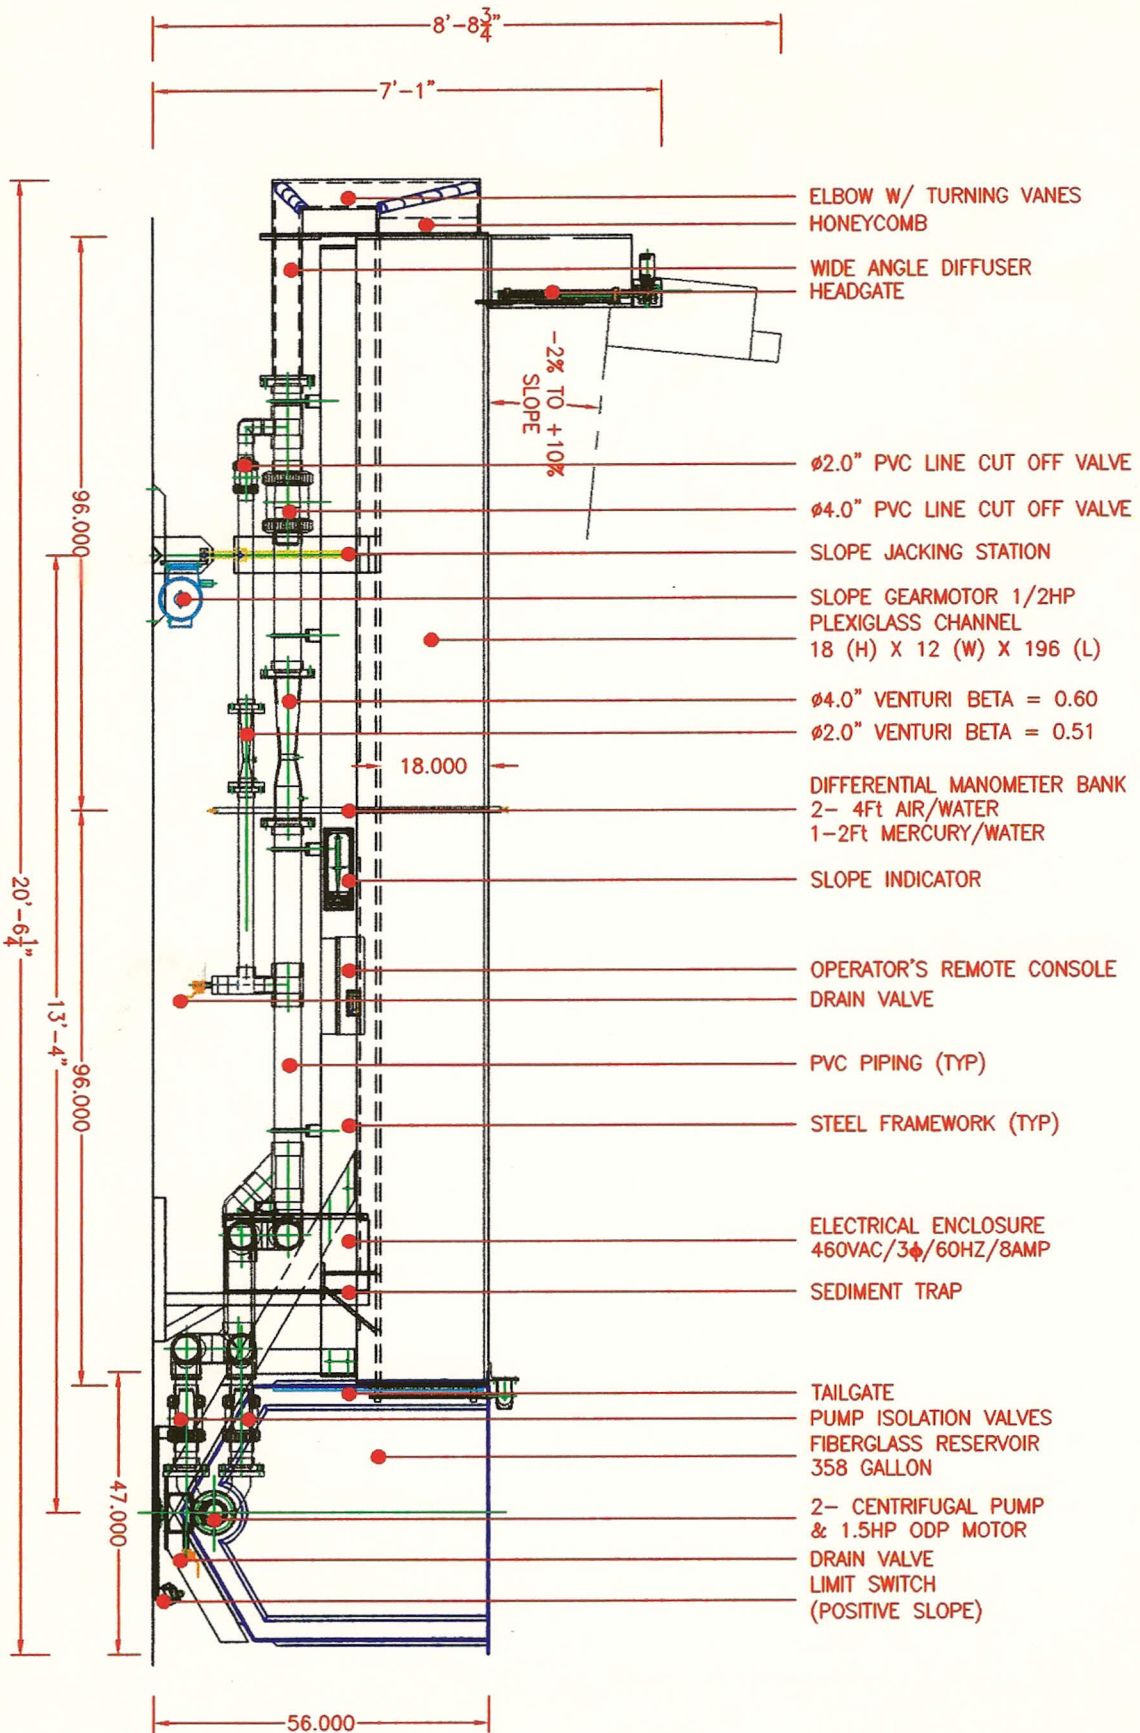 8'-8 3/4"
7'-1"
ELBOW W/ TURNING VANES
HONEYCOMB
WIDE ANGLE DIFFUSER
HEADGATE
-2% TO +10%
SLOPE
ø2.0" PVC LINE CUT OFF VALVE
ø4.0" PVC LINE CUT OFF VALVE
96.000
SLOPE JACKING STATION
SLOPE GEARMOTOR 1/2HP
PLEXIGLASS CHANNEL
18 (H) X 12 (W) X 196 (L)
ø4.0" VENTURI BETA = 0.60
ø2.0" VENTURI BETA = 0.51
18.000
DIFFERENTIAL MANOMETER BANK
2- 4Ft AIR/WATER
1-2Ft MERCURY/WATER
SLOPE INDICATOR
20'-6 1/4"
OPERATOR'S REMOTE CONSOLE
DRAIN VALVE
13'-4"
96.000
PVC PIPING (TYP)
STEEL FRAMEWORK (TYP)
ELECTRICAL ENCLOSURE
460VAC/3ϕ/60HZ/8AMP
SEDIMENT TRAP
TAILGATE
PUMP ISOLATION VALVES
FIBERGLASS RESERVOIR
358 GALLON
47.000
2- CENTRIFUGAL PUMP
& 1.5HP ODP MOTOR
DRAIN VALVE
LIMIT SWITCH
(POSITIVE SLOPE)
56.000